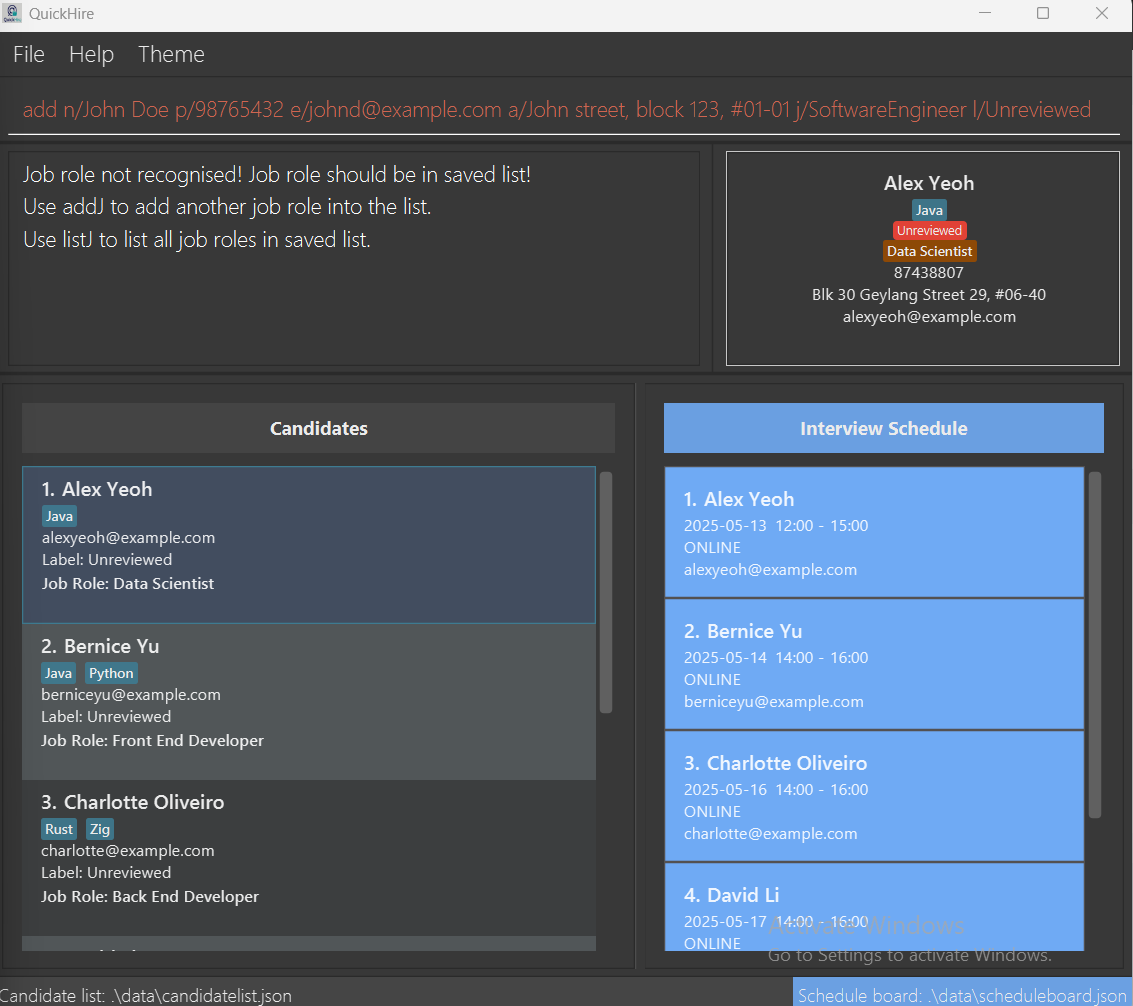 QuickHire
File Help Theme
add n/John Doe p/98765432 e/johnd@example.com a/John street, block 123, #01-01 j/SoftwareEngineer l/Unreviewed
Job role not recognised! Job role should be in saved list!
Use addJ to add another job role into the list.
Use listJ to list all job roles in saved list.
Alex Yeoh
Java
Unreviewed
Data Scientist
87438807
Blk 30 Geylang Street 29, #06-40
alexyeoh@example.com
Candidates
1. Alex Yeoh
Java
alexyeoh@example.com
Label: Unreviewed
Job Role: Data Scientist
2. Bernice Yu
Java Python
berniceyu@example.com
Label: Unreviewed
Job Role: Front End Developer
3. Charlotte Oliveiro
Rust Zig
charlotte@example.com
Label: Unreviewed
Job Role: Back End Developer
Interview Schedule
1. Alex Yeoh
2025-05-13 12:00 - 15:00
ONLINE
alexyeoh@example.com
2. Bernice Yu
2025-05-14 14:00 - 16:00
ONLINE
berniceyu@example.com
3. Charlotte Oliveiro
2025-05-16 14:00 - 16:00
ONLINE
charlotte@example.com
4. David Li
2025-05-17 14:00 - 16:00
ONLINE
Activate Windows
Go to Settings to activate Windows.
Candidate list: .\data\candidatelist.json
Schedule board: .\data\scheduleboard.json